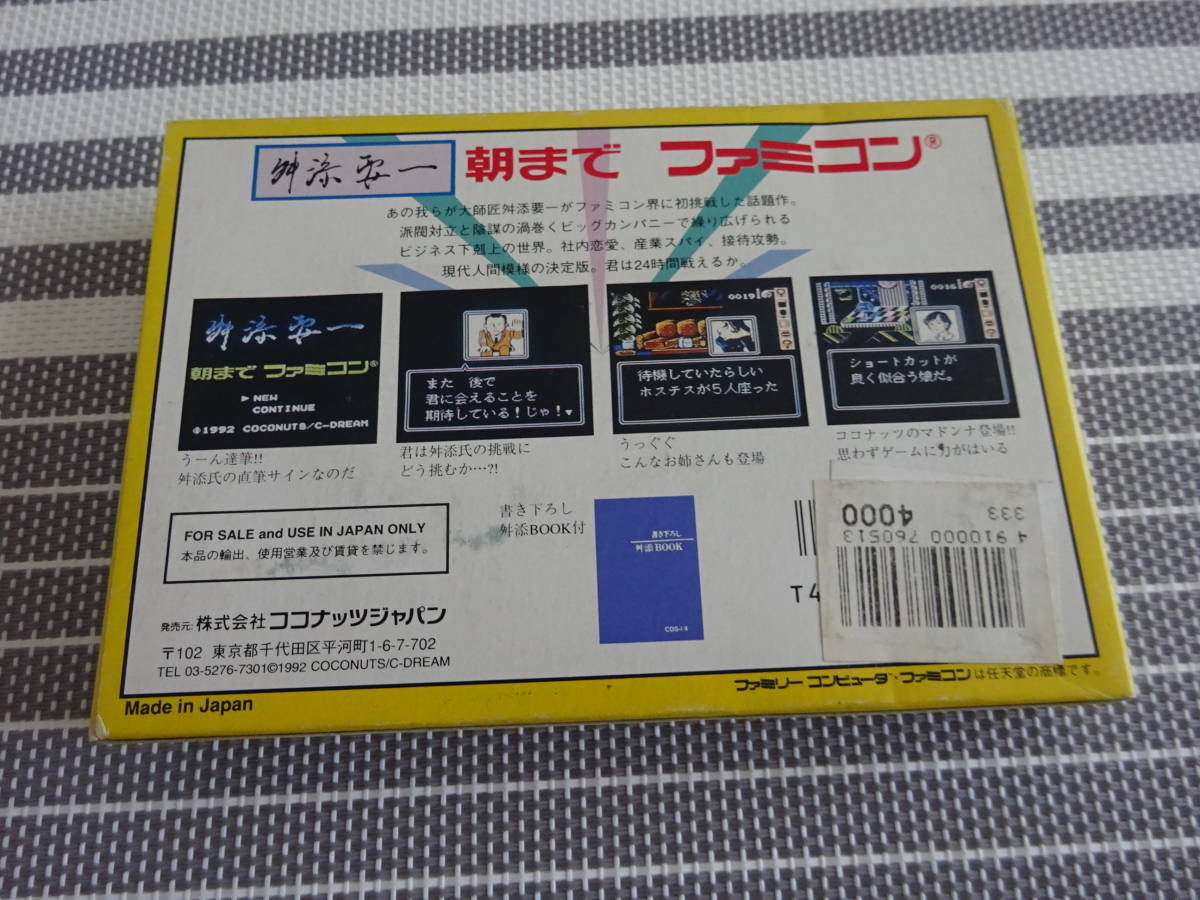 舛添要一 朝まで ファミコン®
あの我らが大師匠舛添要一がファミコン界に初挑戦した話題作。
派閥対立と陰謀の渦巻くビッグカンパニーで繰り広げられる
ビジネス下剋上の世界。社内恋愛、産業スパイ、接待攻勢。
現代人間模様の決定版。君は24時間戦えるか。
舛添要一
朝まで ファミコン®
▶NEW
CONTINUE
©1992 COCONUTS/C-DREAM
うーん達筆!!
舛添氏の直筆サインなのだ
また 後で
君に会えることを
期待している!じゃ!▼
君は舛添氏の挑戦に
どう挑むか…?!
0019
待機していたらしい
ホステスが5人座った
うっぐぐ
こんなお姉さんも登場
0016
ショートカットが
良く似合う娘だ。
ココナッツのマドンナ登場!!
思わずゲームに力がはいる
FOR SALE and USE IN JAPAN ONLY
本品の輸出、使用営業及び賃貸を禁じます。
書き下ろし
舛添BOOK付
書き下ろし
舛添BOOK
CDS-14
333
4000
4 910000 760513
T4
発売元: 株式会社 ココナッツジャパン
〒102 東京都千代田区平河町1-6-7-702
TEL 03-5276-7301©1992 COCONUTS/C-DREAM
ファミリー コンピュータ・ファミコンは任天堂の商標です。
Made in Japan